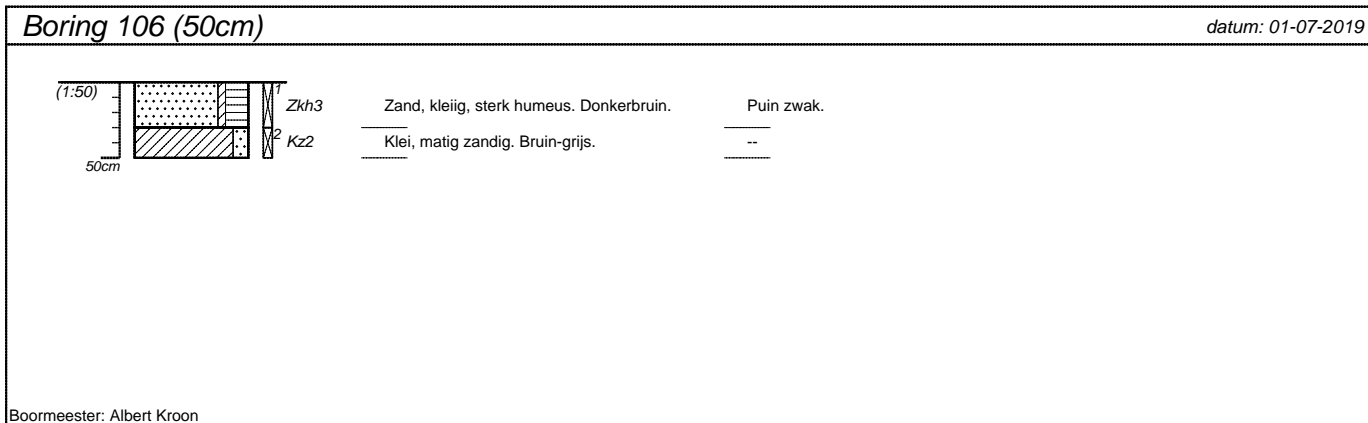 Boring 106 (50cm) datum: 01-07-2019
(1:50)
1 Zkh3 Zand, kleiig, sterk humeus. Donkerbruin. Puin zwak.
2 Kz2 Klei, matig zandig. Bruin-grijs. --
50cm
Boormeester: Albert Kroon